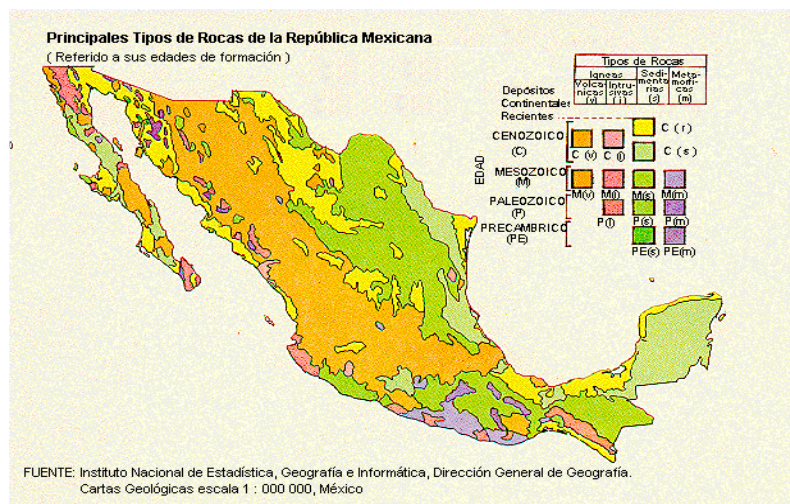 Principales Tipos de Rocas de la República Mexicana
( Referido a sus edades de formación )
Tipos de Rocas
Igneas
Volca-
nicas
(v)
Intru-
sivas
( i )
Sedi-
menta-
rias
(s)
Meta-
morfi-
cas
(m)
Depósitos
Continentales
Recientes
C ( r )
EDAD
CENOZOICO
(C)
C (v)
C (i)
C ( s )
MESOZOICO
(M)
M(v)
M(i)
M(s)
M(m)
PALEOZOICO
(P)
P(i)
P(s)
P(m)
PRECAMBRICO
(PE)
PE(s)
PE(m)
FUENTE: Instituto Nacional de Estadística, Geografía e Informática, Dirección General de Geografía.
Cartas Geológicas escala 1 : 000 000, México